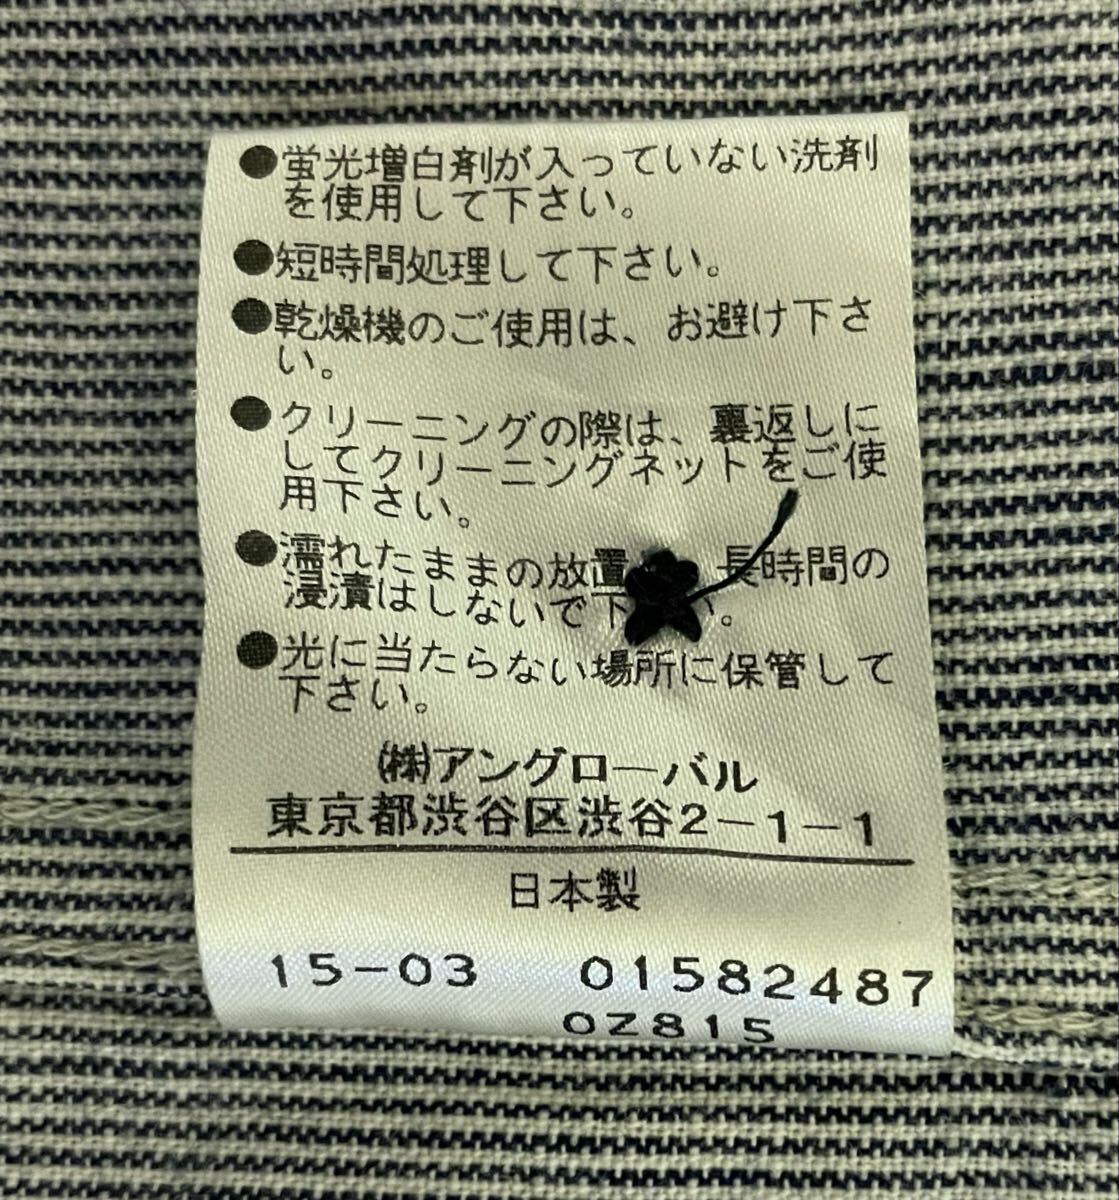 ●蛍光増白剤が入っていない洗剤
を使用して下さい。
●短時間処理して下さい。
●乾燥機のご使用は、お避け下さ
い。
●クリーニングの際は、裏返しに
してクリーニングネットをご使
用下さい。
●濡れたままの放置 長時間の
浸漬はしないで下 い。
●光に当たらない場所に保管して
下さい。
㈱アングローバル
東京都渋谷区渋谷2-1-1
日本製
15-03 01582487
OZ815